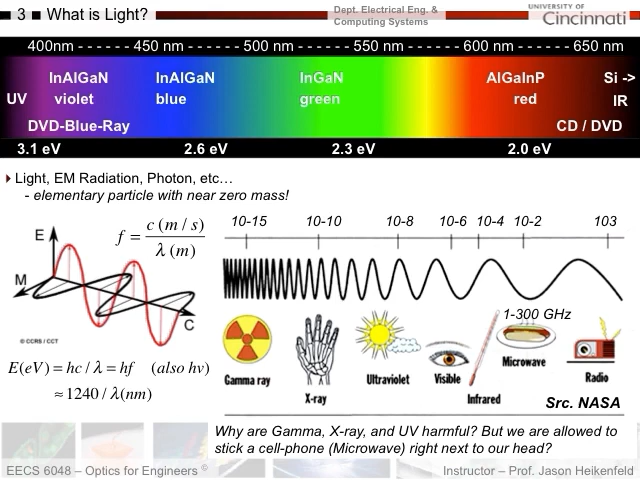 3 What is Light?
Dept. Electrical Eng. &
Computing Systems
UNIVERSITY OF
Cincinnati
400nm - - - - - - 450 nm - - - - - - 500 nm - - - - - - 550 nm - - - - - - 600 nm - - - - - - 650 nm
InAlGaN InAlGaN InGaN AlGaInP Si ->
UV violet blue green red IR
DVD-Blue-Ray CD / DVD
3.1 eV 2.6 eV 2.3 eV 2.0 eV
Light, EM Radiation, Photon, etc…
- elementary particle with near zero mass!
E
M
C
© CCRS / CCT
f = c (m / s) / λ (m)
E(eV) = hc / λ = hf (also hν)
≈ 1240 / λ(nm)
10-15 10-10 10-8 10-6 10-4 10-2 103
1-300 GHz
Gamma ray
X-ray
Ultraviolet
Visible
Infrared
Microwave
Radio
Src. NASA
Why are Gamma, X-ray, and UV harmful? But we are allowed to
stick a cell-phone (Microwave) right next to our head?
EECS 6048 – Optics for Engineers © Instructor – Prof. Jason Heikenfeld